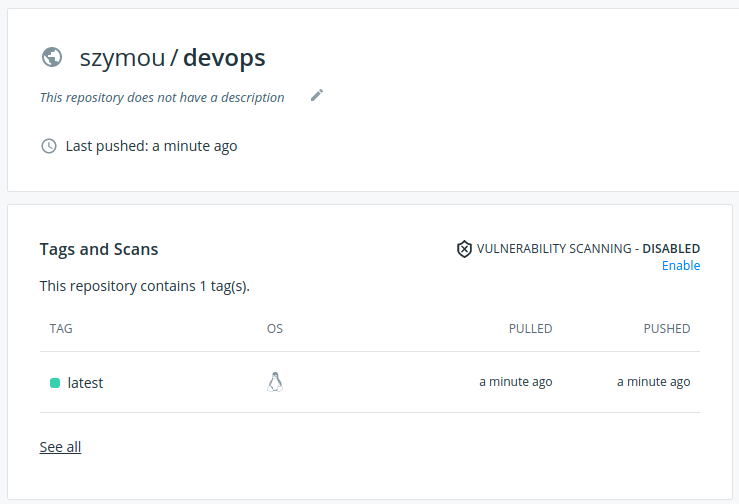 szymou / devops
This repository does not have a description
Last pushed: a minute ago
Tags and Scans
VULNERABILITY SCANNING - DISABLED
Enable
This repository contains 1 tag(s).
TAG OS PULLED PUSHED
latest a minute ago a minute ago
See all